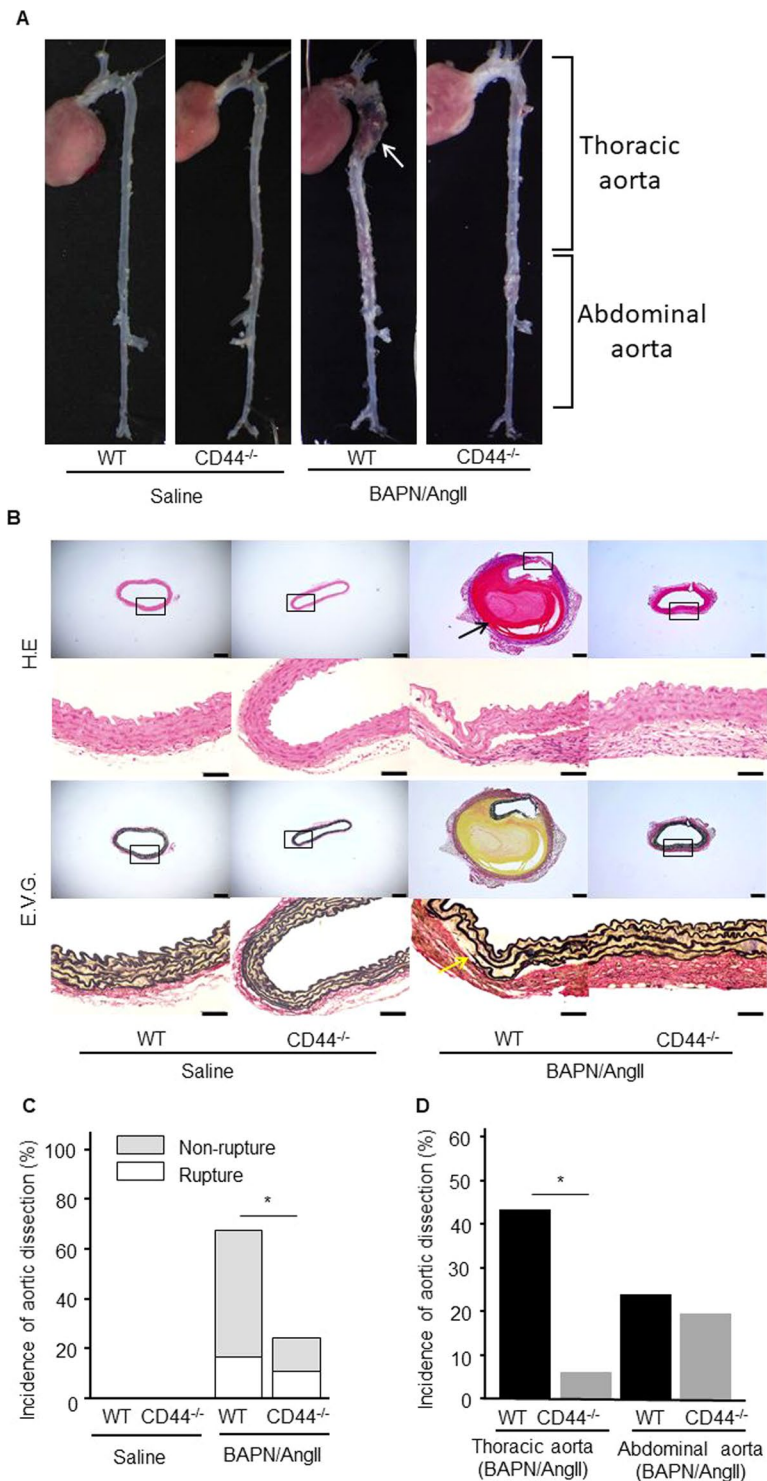 A
Thoracic
aorta
Abdominal
aorta
WT
CD44-/-
WT
CD44-/-
Saline
BAPN/AngII
B
H.E
E.V.G.
WT
CD44-/-
WT
CD44-/-
Saline
BAPN/AngII
C
Incidence of aortic dissection (%)
100
80
60
40
20
0
Non-rupture
Rupture
*
WT CD44-/-
WT CD44-/-
Saline
BAPN/AngII
D
Incidence of aortic dissection (%)
60
50
40
30
20
10
0
*
WT CD44-/-
WT CD44-/-
Thoracic aorta
(BAPN/AngII)
Abdominal aorta
(BAPN/AngII)